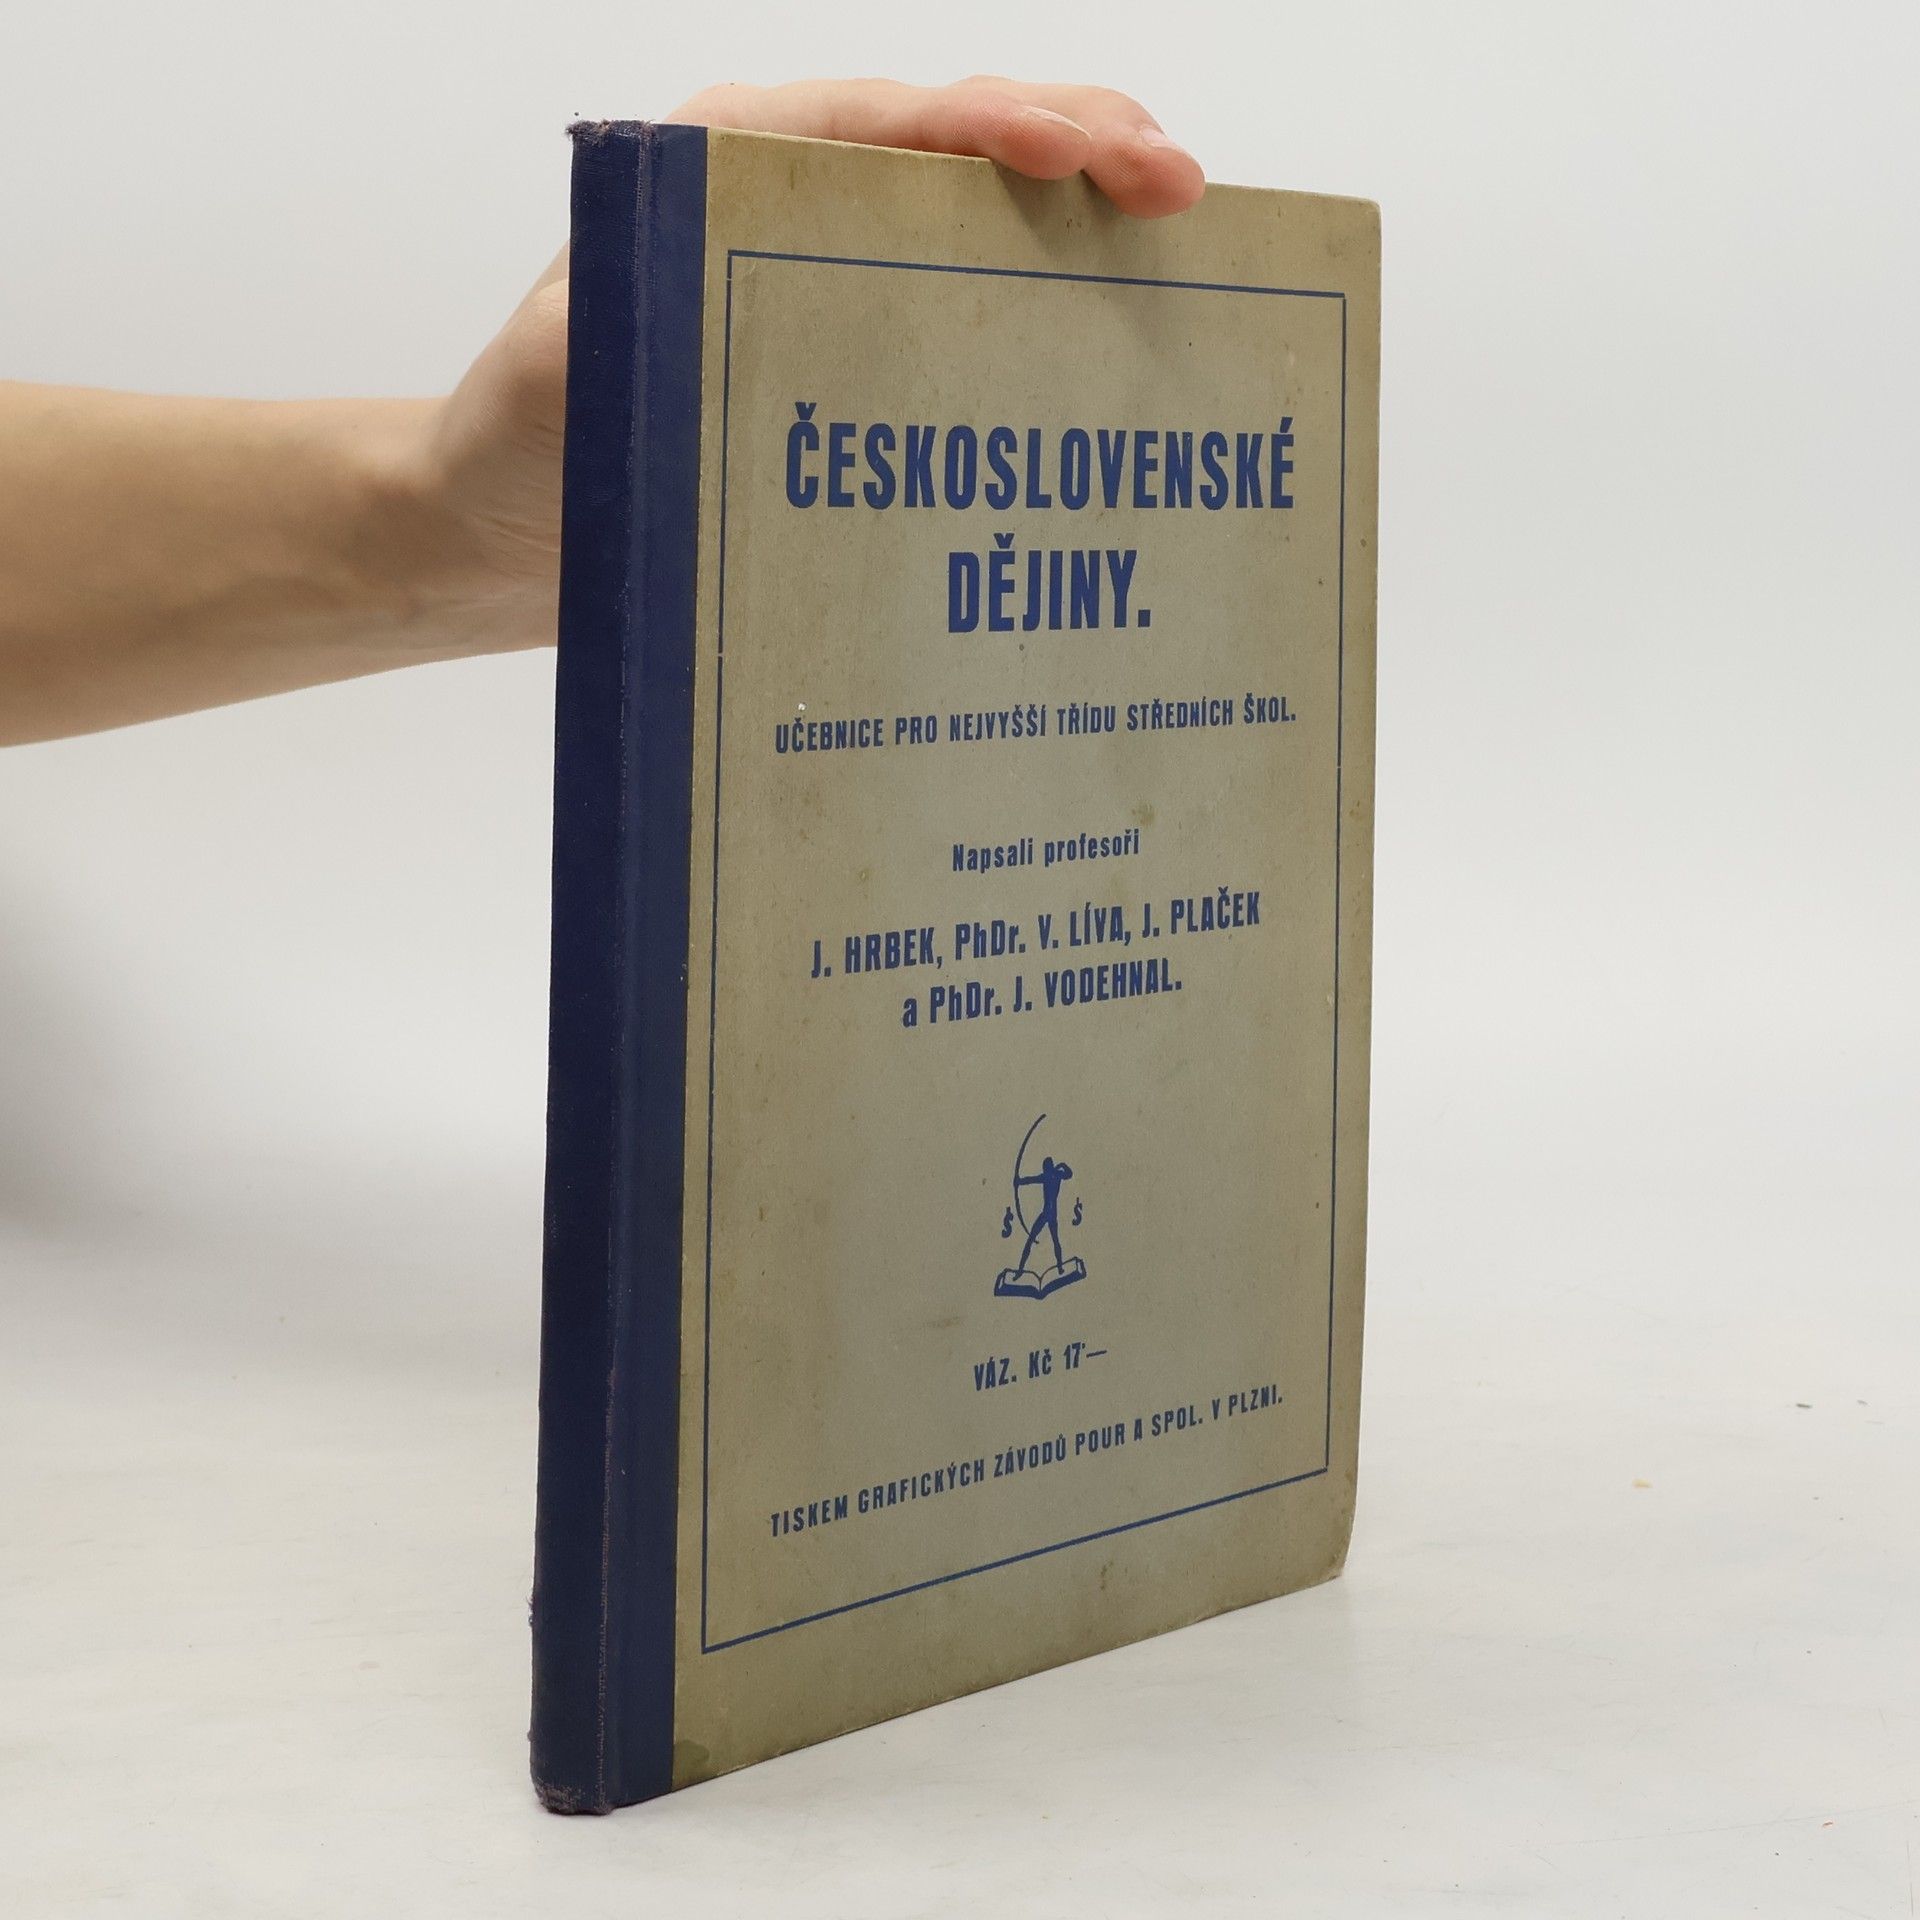 ČESKOSLOVENSKÉ
DĚJINY.
UČEBNICE PRO NEJVYŠŠÍ TŘÍDU STŘEDNÍCH ŠKOL.
Napsali profesoři
J. HRBEK, PhDr. V. LÍVA, J. PLAČEK
a PhDr. J. VODEHNAL.
Š Š
VÁZ. Kč 17·—
TISKEM GRAFICKÝCH ZÁVODŮ POUR A SPOL. V PLZNI.